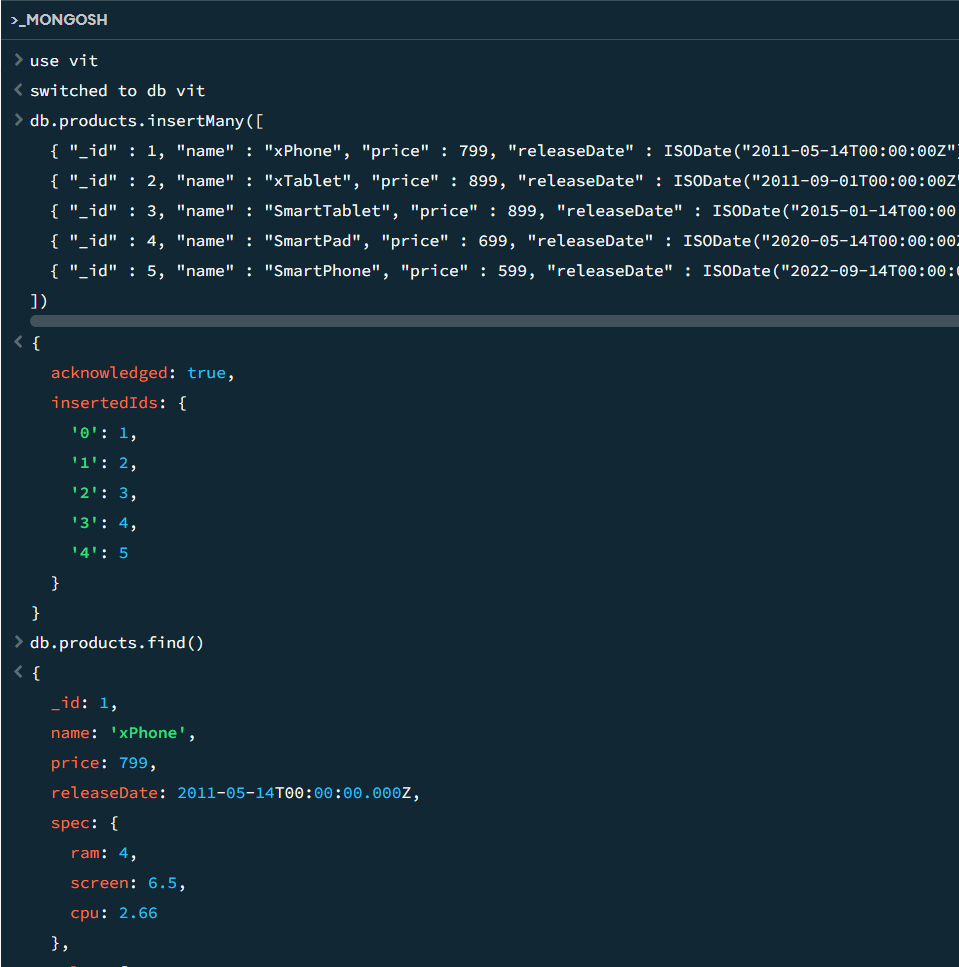 >_MONGOSH
> use vit
< switched to db vit
> db.products.insertMany([
{ "_id" : 1, "name" : "xPhone", "price" : 799, "releaseDate" : ISODate("2011-05-14T00:00:00Z")
{ "_id" : 2, "name" : "xTablet", "price" : 899, "releaseDate" : ISODate("2011-09-01T00:00:00Z"
{ "_id" : 3, "name" : "SmartTablet", "price" : 899, "releaseDate" : ISODate("2015-01-14T00:00
{ "_id" : 4, "name" : "SmartPad", "price" : 699, "releaseDate" : ISODate("2020-05-14T00:00:00Z
{ "_id" : 5, "name" : "SmartPhone", "price" : 599, "releaseDate" : ISODate("2022-09-14T00:00:0
])
< {
acknowledged: true,
insertedIds: {
'0': 1,
'1': 2,
'2': 3,
'3': 4,
'4': 5
}
}
> db.products.find()
< {
_id: 1,
name: 'xPhone',
price: 799,
releaseDate: 2011-05-14T00:00:00.000Z,
spec: {
ram: 4,
screen: 6.5,
cpu: 2.66
},